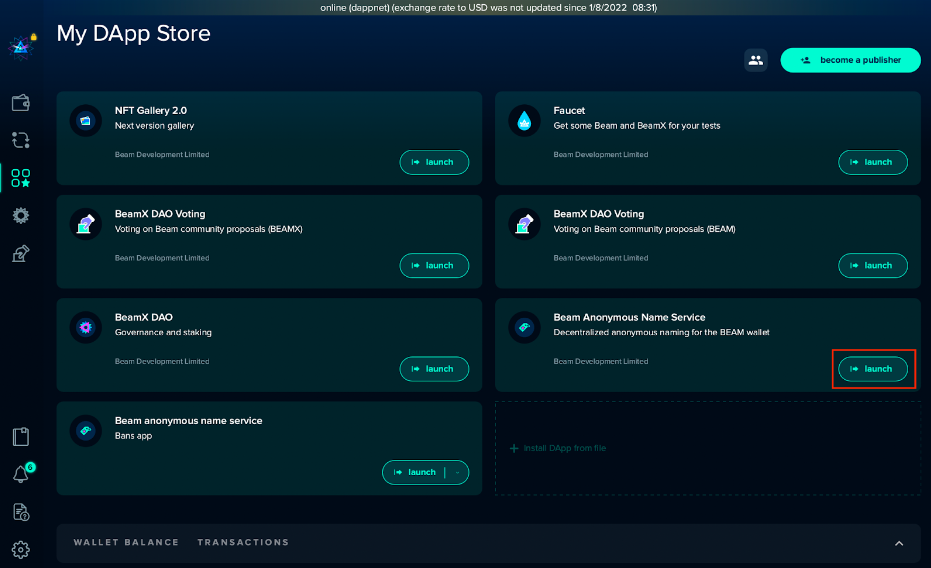 online (dappnet) (exchange rate to USD was not updated since 1/8/2022 08:31)
My DApp Store
become a publisher
NFT Gallery 2.0
Next version gallery
Beam Development Limited
launch
Faucet
Get some Beam and BeamX for your tests
Beam Development Limited
launch
BeamX DAO Voting
Voting on Beam community proposals (BEAMX)
Beam Development Limited
launch
BeamX DAO Voting
Voting on Beam community proposals (BEAM)
Beam Development Limited
launch
BeamX DAO
Governance and staking
Beam Development Limited
launch
Beam Anonymous Name Service
Decentralized anonymous naming for the BEAM wallet
Beam Development Limited
launch
Beam anonymous name service
Bans app
launch
Install DApp from file
6
WALLET BALANCE TRANSACTIONS